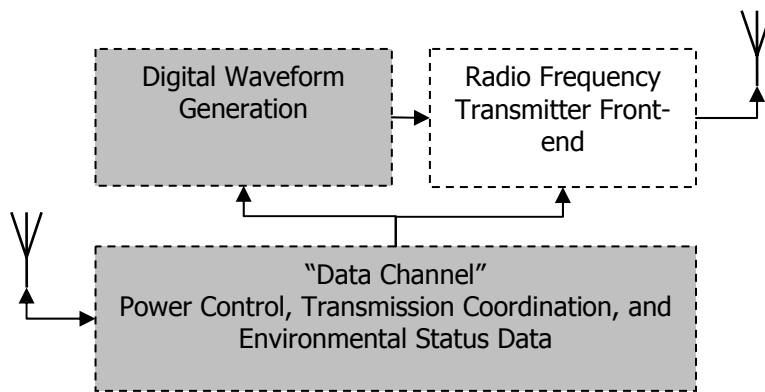 Digital Waveform
Generation
Radio Frequency
Transmitter Front-
end
“Data Channel”
Power Control, Transmission Coordination, and
Environmental Status Data